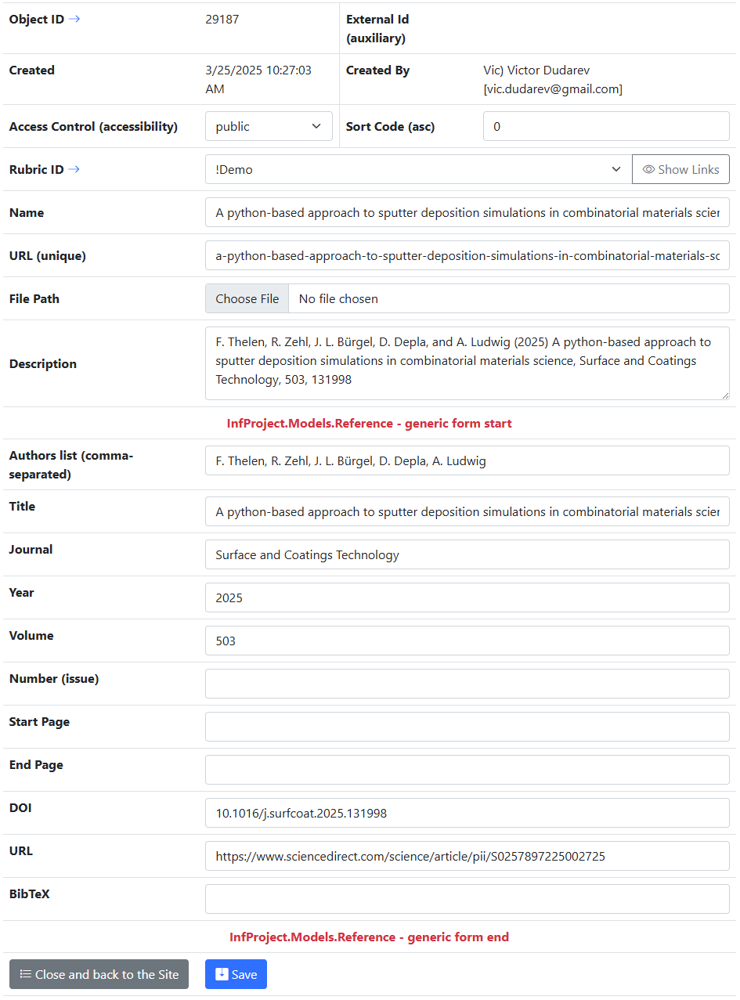 Object ID → 29187 External Id
(auxiliary)
Created 3/25/2025 10:27:03
AM Created By Vic) Victor Dudarev
[vic.dudarev@gmail.com]
Access Control (accessibility) public Sort Code (asc) 0
Rubric ID → !Demo Show Links
Name A python-based approach to sputter deposition simulations in combinatorial materials scier
URL (unique) a-python-based-approach-to-sputter-deposition-simulations-in-combinatorial-materials-sc
File Path Choose File No file chosen
Description F. Thelen, R. Zehl, J. L. Bürgel, D. Depla, and A. Ludwig (2025) A python-based approach to
sputter deposition simulations in combinatorial materials science, Surface and Coatings
Technology, 503, 131998
InfProject.Models.Reference - generic form start
Authors list (comma-
separated) F. Thelen, R. Zehl, J. L. Bürgel, D. Depla, A. Ludwig
Title A python-based approach to sputter deposition simulations in combinatorial materials scier
Journal Surface and Coatings Technology
Year 2025
Volume 503
Number (issue)
Start Page
End Page
DOI 10.1016/j.surfcoat.2025.131998
URL https://www.sciencedirect.com/science/article/pii/S0257897225002725
BibTeX
InfProject.Models.Reference - generic form end
Close and back to the Site Save